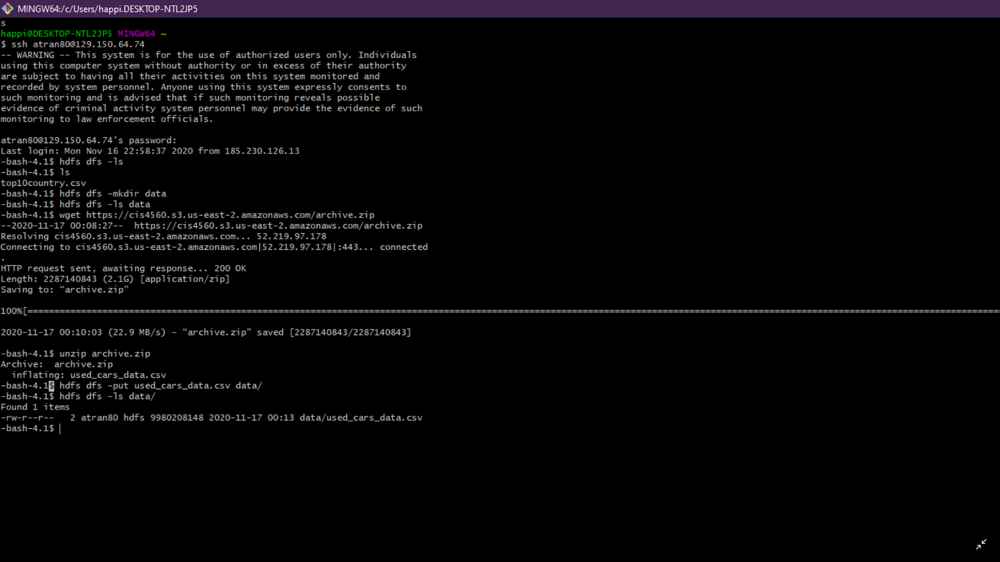 MINGW64:/c/Users/happi.DESKTOP-NTL2JP5
s
happi@DESKTOP-NTL2JP5 MINGW64 ~
$ ssh atran80@129.150.64.74
-- WARNING -- This system is for the use of authorized users only. Individuals
using this computer system without authority or in excess of their authority
are subject to having all their activities on this system monitored and
recorded by system personnel. Anyone using this system expressly consents to
such monitoring and is advised that if such monitoring reveals possible
evidence of criminal activity system personnel may provide the evidence of such
monitoring to law enforcement officials.
atran80@129.150.64.74's password:
Last login: Mon Nov 16 22:58:37 2020 from 185.230.126.13
-bash-4.1$ hdfs dfs -ls
-bash-4.1$ ls
top10country.csv
-bash-4.1$ hdfs dfs -mkdir data
-bash-4.1$ hdfs dfs -ls data
-bash-4.1$ wget https://cis4560.s3.us-east-2.amazonaws.com/archive.zip
--2020-11-17 00:08:27--  https://cis4560.s3.us-east-2.amazonaws.com/archive.zip
Resolving cis4560.s3.us-east-2.amazonaws.com... 52.219.97.178
Connecting to cis4560.s3.us-east-2.amazonaws.com|52.219.97.178|:443... connected
.
HTTP request sent, awaiting response... 200 OK
Length: 2287140843 (2.1G) [application/zip]
Saving to: “archive.zip”
100%[==============================================================================================================================================================================
2020-11-17 00:10:03 (22.9 MB/s) - “archive.zip” saved [2287140843/2287140843]
-bash-4.1$ unzip archive.zip
Archive:  archive.zip
  inflating: used_cars_data.csv
-bash-4.1$ hdfs dfs -put used_cars_data.csv data/
-bash-4.1$ hdfs dfs -ls data/
Found 1 items
-rw-r--r--   2 atran80 hdfs 9980208148 2020-11-17 00:13 data/used_cars_data.csv
-bash-4.1$